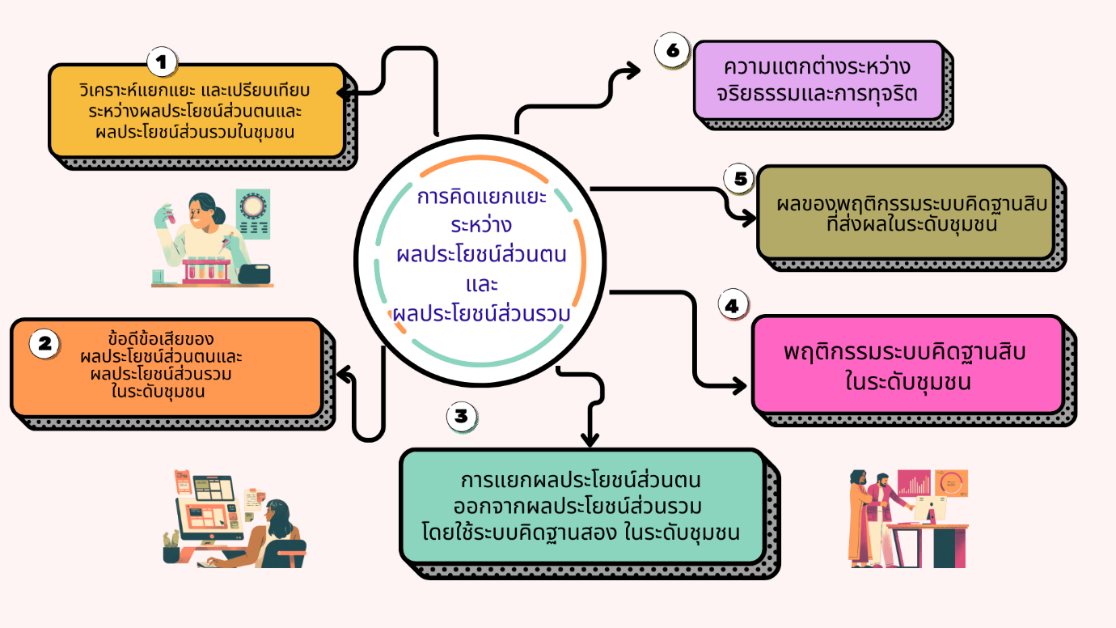 การคิดแยกแยะ
ระหว่าง
ผลประโยชน์ส่วนตน
และ
ผลประโยชน์ส่วนรวม
1
วิเคราะห์แยกแยะ และเปรียบเทียบ
ระหว่างผลประโยชน์ส่วนตนและ
ผลประโยชน์ส่วนรวมในชุมชน
2
ข้อดีข้อเสียของ
ผลประโยชน์ส่วนตนและ
ผลประโยชน์ส่วนรวม
ในระดับชุมชน
3
การแยกผลประโยชน์ส่วนตน
ออกจากผลประโยชน์ส่วนรวม
โดยใช้ระบบคิดฐานสอง ในระดับชุมชน
4
พฤติกรรมระบบคิดฐานสิบ
ในระดับชุมชน
5
ผลของพฤติกรรมระบบคิดฐานสิบ
ที่ส่งผลในระดับชุมชน
6
ความแตกต่างระหว่าง
จริยธรรมและการทุจริต